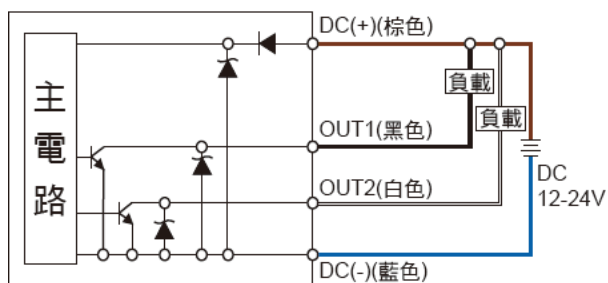 DC(+)(棕色)
負載
主電路
OUT1(黑色)
負載
OUT2(白色)
DC
12-24V
DC(-)(藍色)